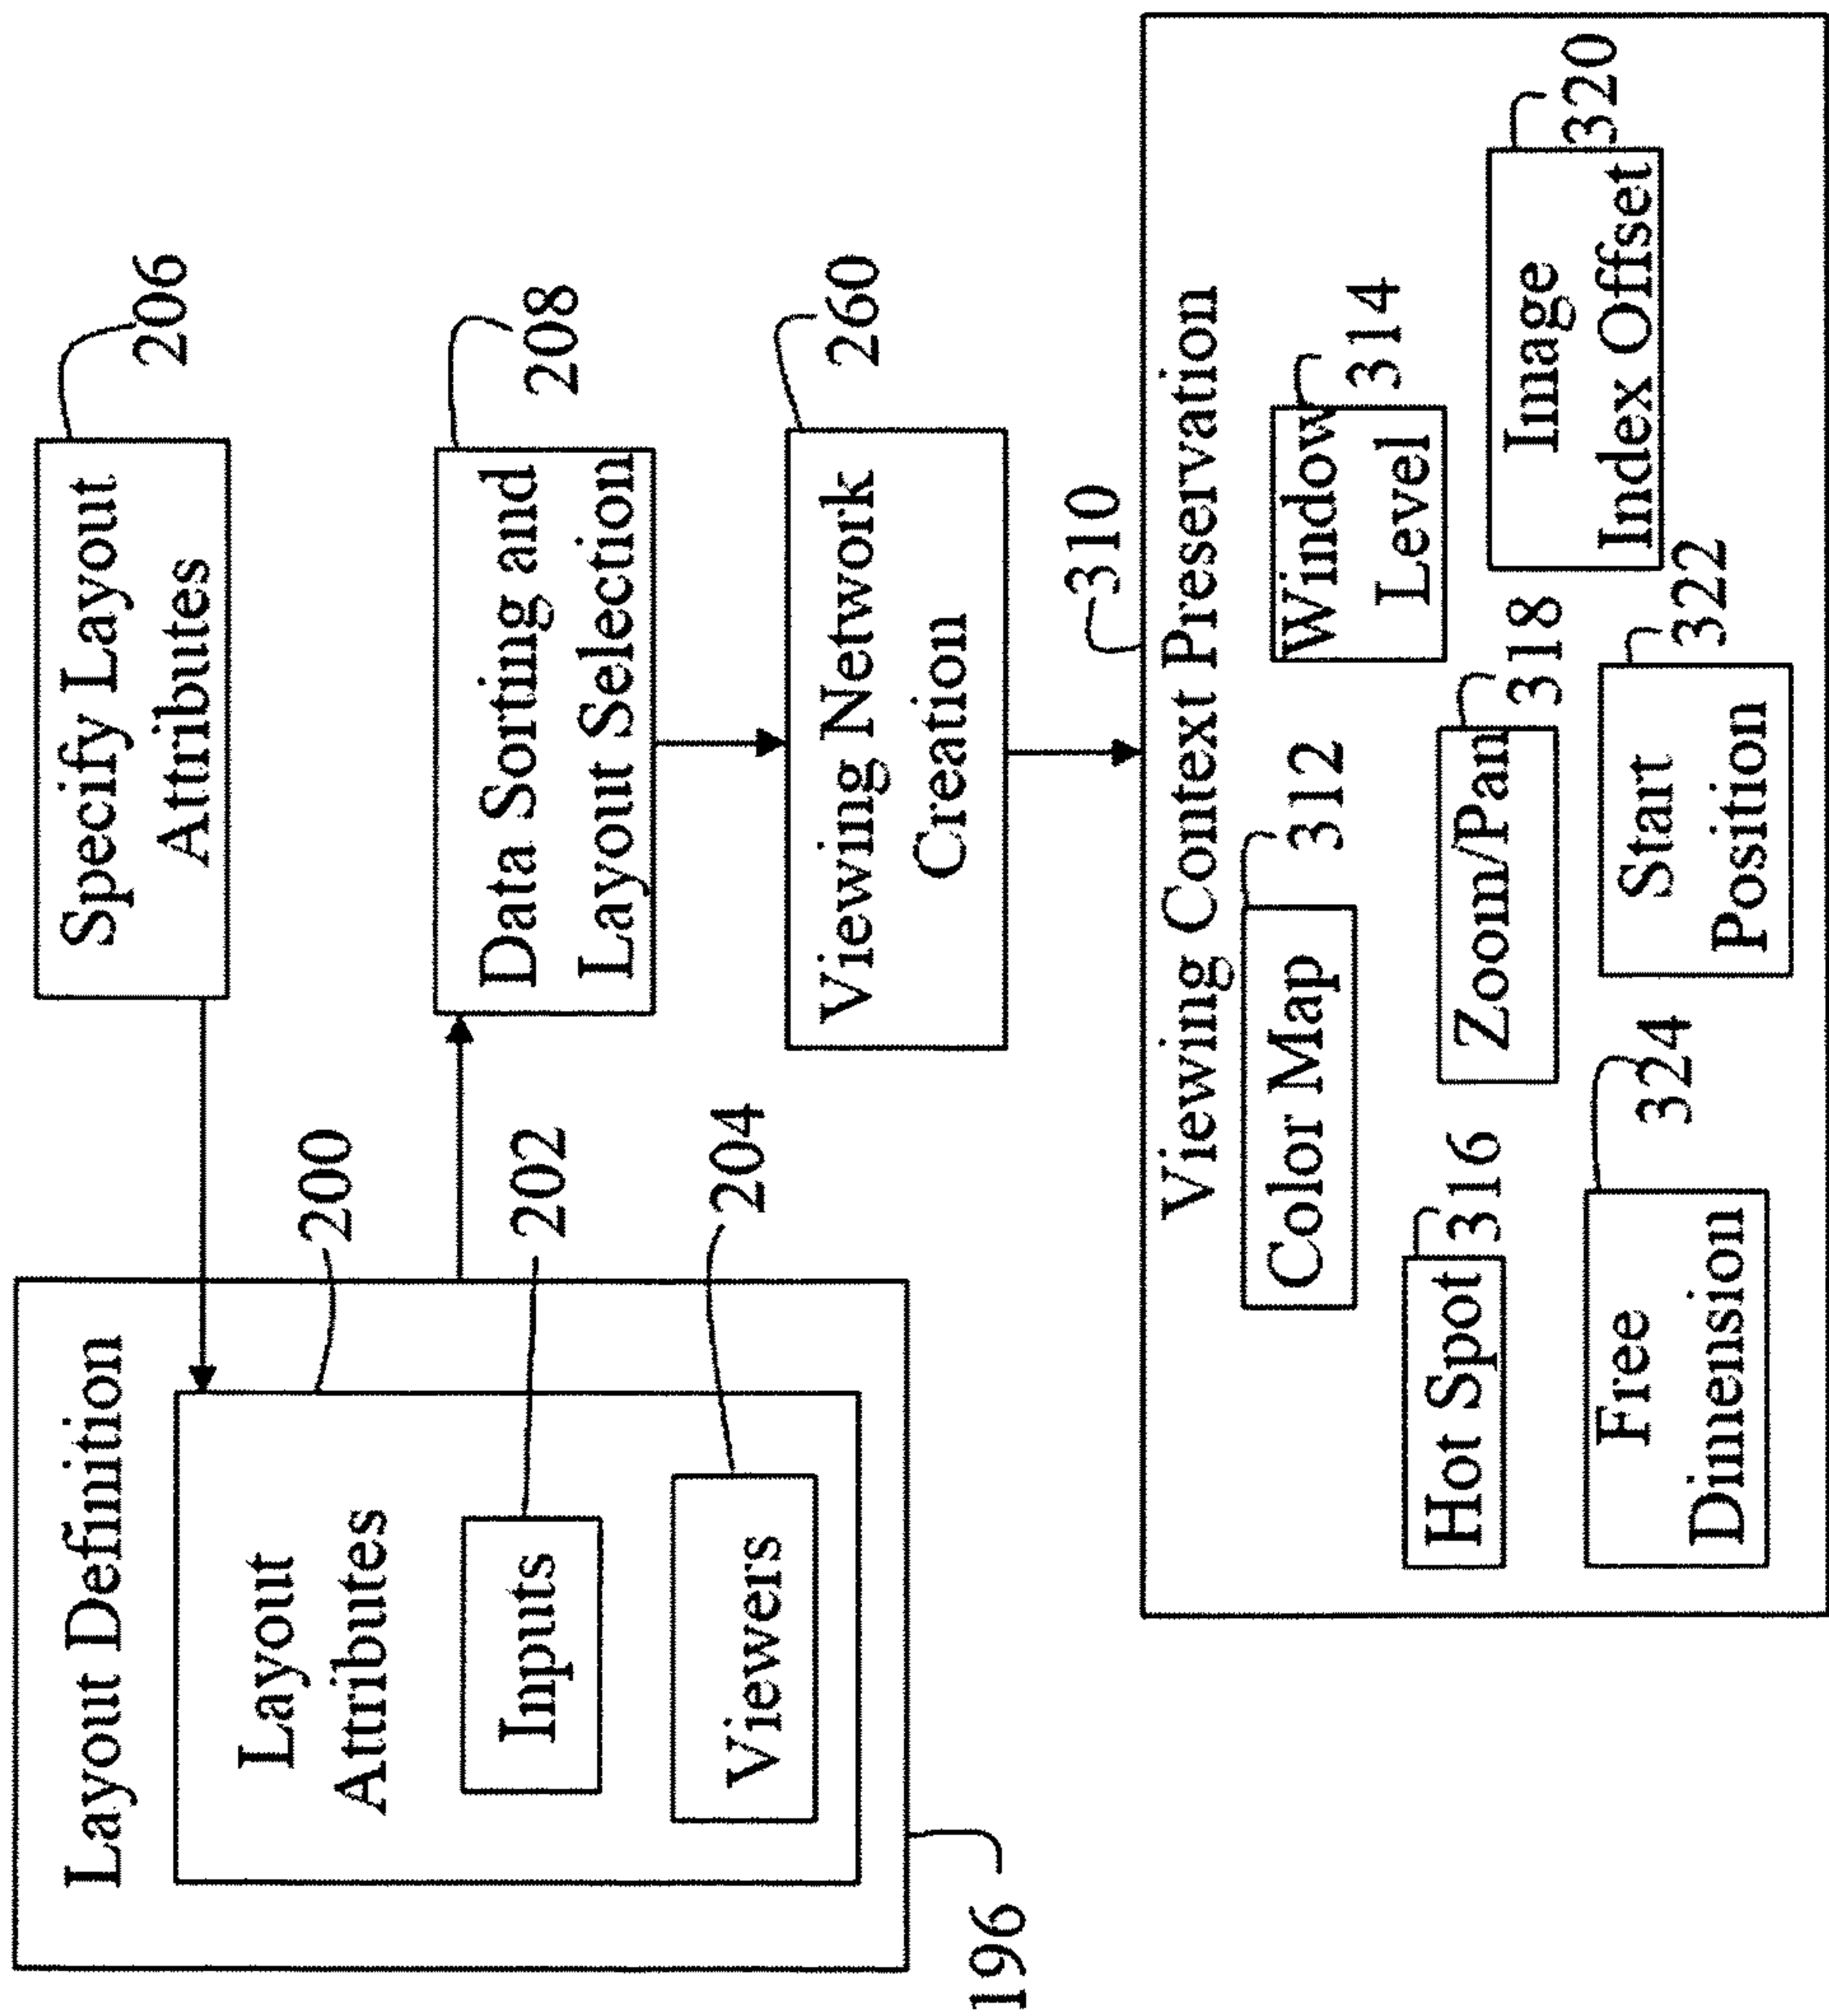 Layout Definition
Layout
Attributes
200
Inputs
202
Viewers
204
196
Specify Layout
Attributes
206
Data Sorting and
Layout Selection
208
Viewing Network
Creation
260
310
Viewing Context Preservation
Color Map
312
Window
Level
314
Hot Spot
316
Zoom/Pan
318
Image
Index Offset
320
Free
Dimension
324
Start
Position
322